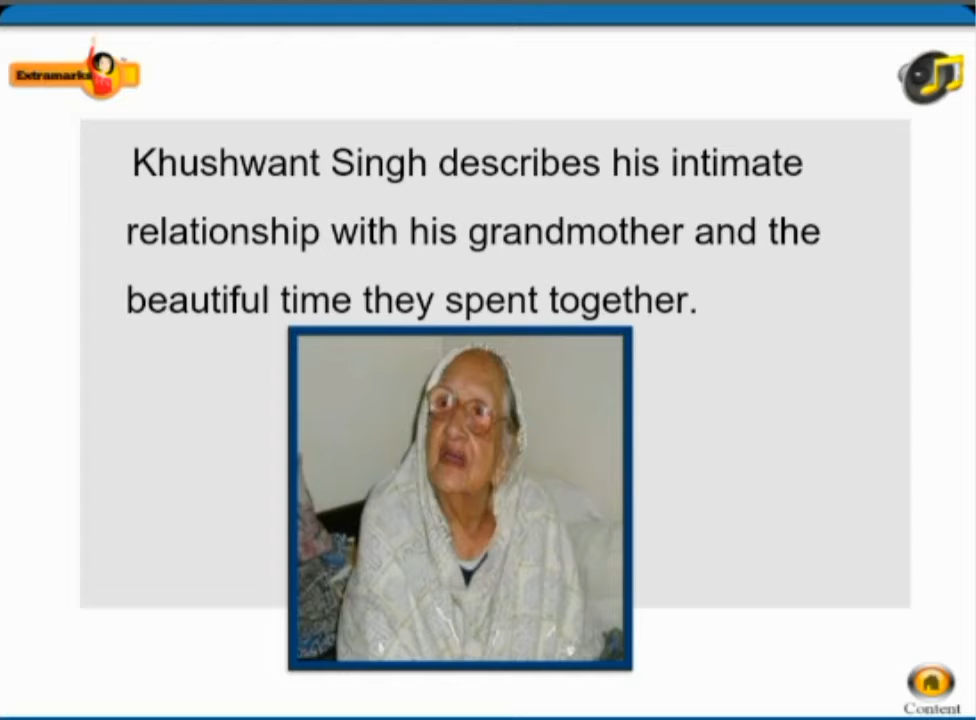 Extramarks
Khushwant Singh describes his intimate
relationship with his grandmother and the
beautiful time they spent together.
Content